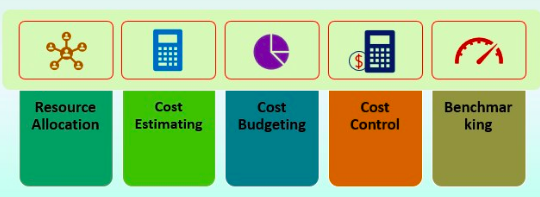 Resource
Allocation
Cost
Estimating
Cost
Budgeting
$
Cost
Control
Benchmar
king